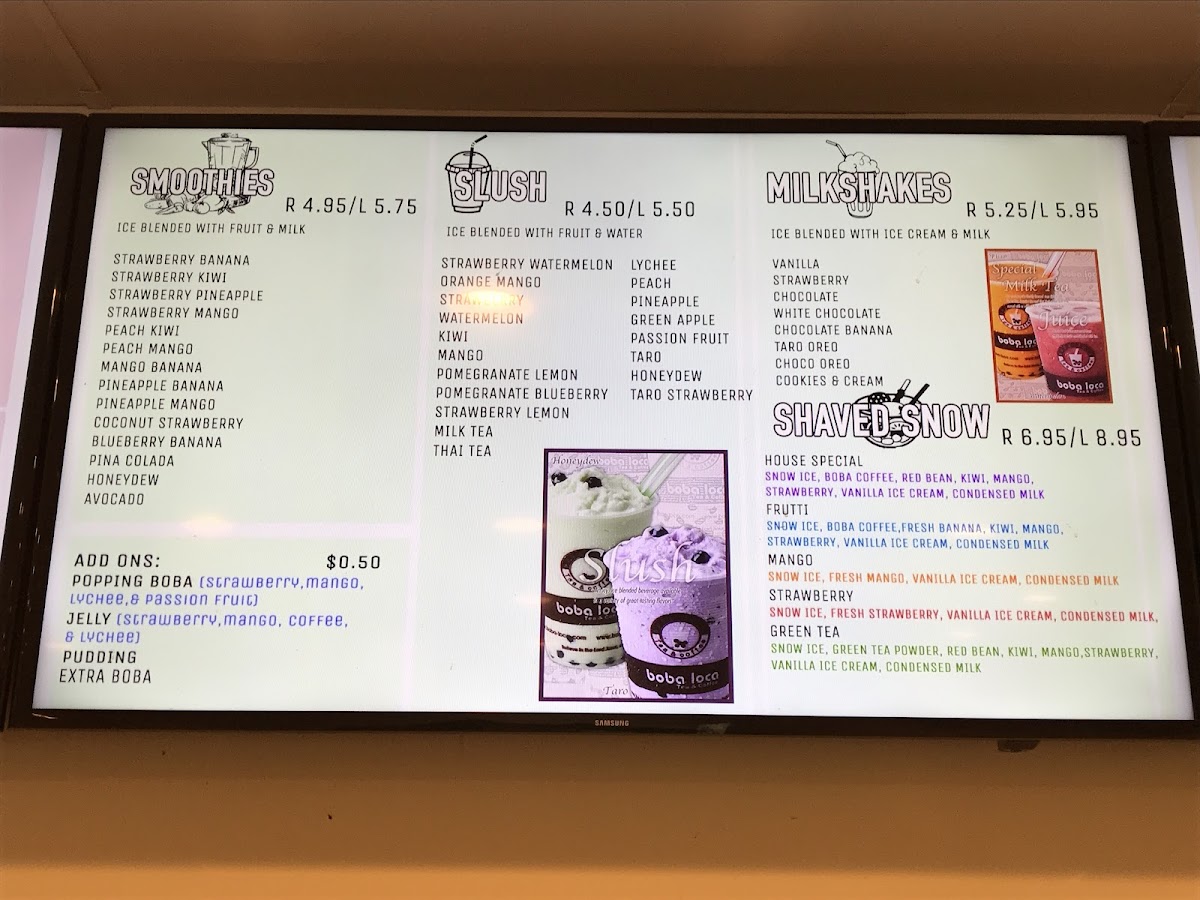 SMOOTHIES
R 4.95/L 5.75
ICE BLENDED WITH FRUIT & MILK
STRAWBERRY BANANA
STRAWBERRY KIWI
STRAWBERRY PINEAPPLE
STRAWBERRY MANGO
PEACH KIWI
PEACH MANGO
MANGO BANANA
PINEAPPLE BANANA
PINEAPPLE MANGO
COCONUT STRAWBERRY
BLUEBERRY BANANA
PINA COLADA
HONEYDEW
AVOCADO
ADD ONS: $0.50
POPPING BOBA (strawberry,mango,
Lychee,& Passion fruit)
JELLY (strawberry,mango, coffee,
& Lychee)
PUDDING
EXTRA BOBA
SLUSH
R 4.50/L 5.50
ICE BLENDED WITH FRUIT & WATER
STRAWBERRY WATERMELON
ORANGE MANGO
STRAWBERRY
WATERMELON
KIWI
MANGO
POMEGRANATE LEMON
POMEGRANATE BLUEBERRY
STRAWBERRY LEMON
MILK TEA
THAI TEA
LYCHEE
PEACH
PINEAPPLE
GREEN APPLE
PASSION FRUIT
TARO
HONEYDEW
TARO STRAWBERRY
Honeydew
boba loca
Slush
boba loca
Tea & Coffee
Taro
MILKSHAKES
R 5.25/L 5.95
ICE BLENDED WITH ICE CREAM & MILK
VANILLA
STRAWBERRY
CHOCOLATE
WHITE CHOCOLATE
CHOCOLATE BANANA
TARO OREO
CHOCO OREO
COOKIES & CREAM
Special
Milk Tea
Juice
boba loca
boba loca
SHAVED SNOW
R 6.95/L 8.95
HOUSE SPECIAL
SNOW ICE, BOBA COFFEE, RED BEAN, KIWI, MANGO,
STRAWBERRY, VANILLA ICE CREAM, CONDENSED MILK
FRUTTI
SNOW ICE, BOBA COFFEE,FRESH BANANA, KIWI, MANGO,
STRAWBERRY, VANILLA ICE CREAM, CONDENSED MILK
MANGO
SNOW ICE, FRESH MANGO, VANILLA ICE CREAM, CONDENSED MILK
STRAWBERRY
SNOW ICE, FRESH STRAWBERRY, VANILLA ICE CREAM, CONDENSED MILK,
GREEN TEA
SNOW ICE, GREEN TEA POWDER, RED BEAN, KIWI, MANGO,STRAWBERRY,
VANILLA ICE CREAM, CONDENSED MILK
SAMSUNG